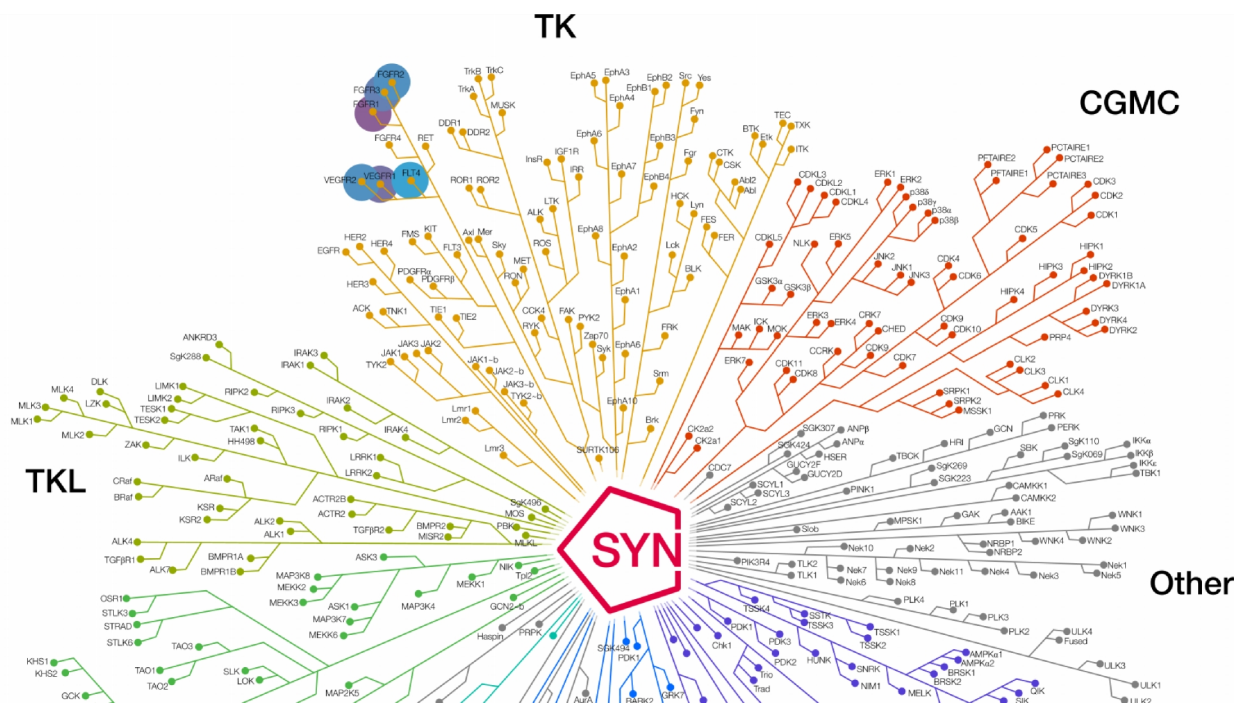 TK
CGMC
TKL
Other
SYN
FGFR2
FGFR3
FGFR1
FGFR4
RET
VEGFR2
VEGFR1
FLT4
TrkB
TrkC
TrkA
MUSK
DDR1
DDR2
ROR1
ROR2
InsR
IGF1R
IRR
LTK
ALK
ROS
HER2
EGFR
HER4
HER3
FMS
KIT
FLT3
PDGFRα
PDGFRβ
Axl
Mer
Sky
MET
RON
ACK
TNK1
TIE1
TIE2
CCK4
RYK
FAK
PYK2
Zap70
Syk
JAK1
JAK3
JAK2
TYK2
JAK1~b
JAK2~b
JAK3~b
TYK2~b
Lmr1
Lmr2
Lmr3
SURTK106
EphA5
EphA3
EphA4
EphA6
EphA7
EphA8
EphA2
EphA1
EphA6
EphA10
EphB2
EphB1
EphB3
EphB4
Src
Yes
Fyn
Fgr
HCK
Lyn
Lck
BLK
FRK
Srm
Brk
CTK
CSK
Abl2
Abl
FES
FER
TEC
TXK
BTK
Etk
ITK
CDKL3
CDKL2
CDKL1
CDKL4
CDKL5
ERK1
ERK2
p38δ
p38γ
p38α
p38β
NLK
ERK5
JNK2
JNK1
JNK3
GSK3α
GSK3β
MAK
ICK
MOK
ERK3
ERK4
ERK7
CRK7
CHED
CCRK
CDK9
CDK11
CDK8
CDK7
CDK9
CDK10
CDK4
CDK6
CDK5
PFTAIRE2
PFTAIRE1
PCTAIRE1
PCTAIRE2
PCTAIRE3
CDK3
CDK2
CDK1
HIPK1
HIPK2
HIPK3
HIPK4
DYRK1B
DYRK1A
DYRK3
DYRK4
DYRK2
PRP4
CLK2
CLK3
CLK1
CLK4
SRPK1
SRPK2
MSSK1
CK2a2
CK2a1
CDC7
ANKRD3
SgK288
DLK
MLK4
LZK
MLK3
MLK1
MLK2
LIMK1
LIMK2
TESK1
TESK2
RIPK2
RIPK3
RIPK1
IRAK3
IRAK1
IRAK2
IRAK4
TAK1
HH498
ZAK
ILK
LRRK1
LRRK2
CRaf
BRaf
ARaf
KSR
KSR2
ACTR2B
ACTR2
TGFβR2
BMPR2
MISR2
ALK2
ALK1
ALK4
TGFβR1
ALK7
BMPR1A
BMPR1B
SgK496
MOS
PBK
MLKL
SGK307
ANPβ
ANPα
SGK424
HSER
GUCY2F
GUCY2D
SCYL1
SCYL3
SCYL2
PINK1
TBCK
HRI
GCN
PRK
PERK
SgK269
SGK223
SBK
SgK110
SgK069
IKKα
IKKβ
IKKε
TBK1
CAMKK1
CAMKK2
Slob
MPSK1
GAK
AAK1
BIKE
NRBP1
NRBP2
WNK1
WNK3
WNK4
WNK2
PIK3R4
TLK2
TLK1
Nek10
Nek2
Nek7
Nek6
Nek9
Nek8
Nek11
Nek4
Nek3
Nek1
Nek5
PLK4
PLK1
PLK3
PLK2
ULK4
Fused
ULK3
ULK1
ULK2
ASK3
MAP3K8
MEKK2
MEKK3
ASK1
MAP3K7
MEKK6
MAP3K4
MEKK1
NIK
Tpl2
GCN2~b
OSR1
STLK3
STRAD
STLK6
TAO3
TAO1
TAO2
KHS1
KHS2
GCK
SLK
LOK
MAP2K5
Haspin
PRPK
AurA
SGK494
PDK1
BARK2
GRK7
TSSK4
SSTK
TSSK3
TSSK1
TSSK2
PDK1
Chk1
PDK3
PDK2
Trio
Trad
HUNK
SNRK
NIM1
MELK
AMPKα1
AMPKα2
BRSK1
BRSK2
QIK
SIK